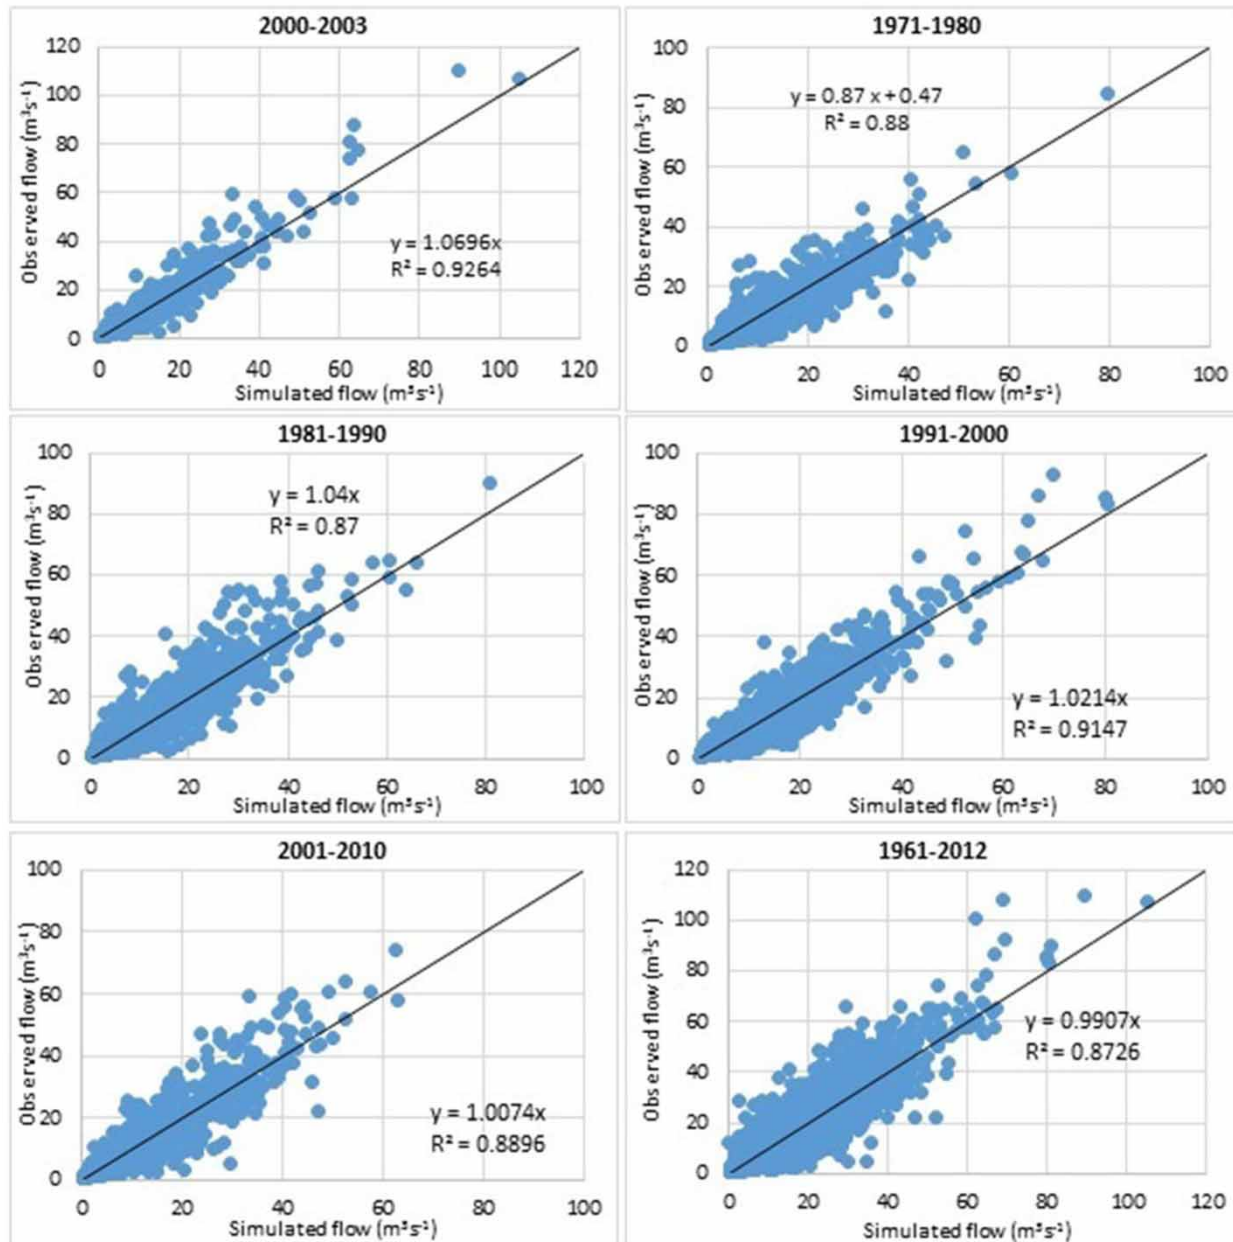 2000-2003
120
100
80
60
40
20
0
Observed flow (m³s⁻¹)
y = 1.0696x
R² = 0.9264
0 20 40 60 80 100 120
Simulated flow (m³s⁻¹)
1971-1980
100
80
60
40
20
0
Observed flow (m³s⁻¹)
y = 0.87 x + 0.47
R² = 0.88
0 20 40 60 80 100
Simulated flow (m³s⁻¹)
1981-1990
100
80
60
40
20
0
Observed flow (m³s⁻¹)
y = 1.04x
R² = 0.87
0 20 40 60 80 100
Simulated flow (m³s⁻¹)
1991-2000
100
80
60
40
20
0
Observed flow (m³s⁻¹)
y = 1.0214x
R² = 0.9147
0 20 40 60 80 100
Simulated flow (m³s⁻¹)
2001-2010
100
80
60
40
20
0
Observed flow (m³s⁻¹)
y = 1.0074x
R² = 0.8896
0 20 40 60 80 100
Simulated flow (m³s⁻¹)
1961-2012
120
100
80
60
40
20
0
Observed flow (m³s⁻¹)
y = 0.9907x
R² = 0.8726
0 20 40 60 80 100 120
Simulated flow (m³s⁻¹)